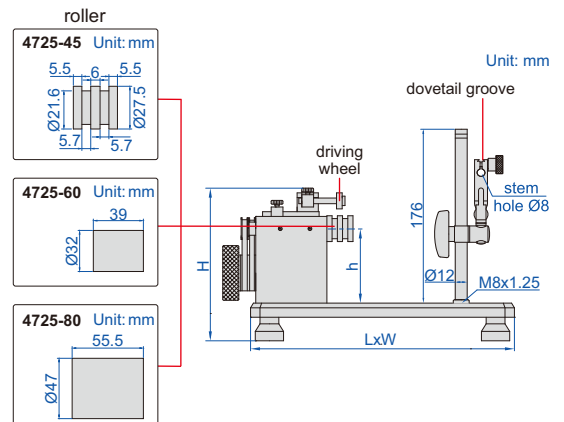 roller
4725-45 Unit: mm
5.5 6 5.5
Ø21.6
Ø27.5
5.7
5.7
4725-60 Unit: mm
39
Ø32
4725-80 Unit: mm
55.5
Ø47
Unit: mm
dovetail groove
driving
wheel
stem
hole Ø8
176
H
h
Ø12
M8x1.25
LxW